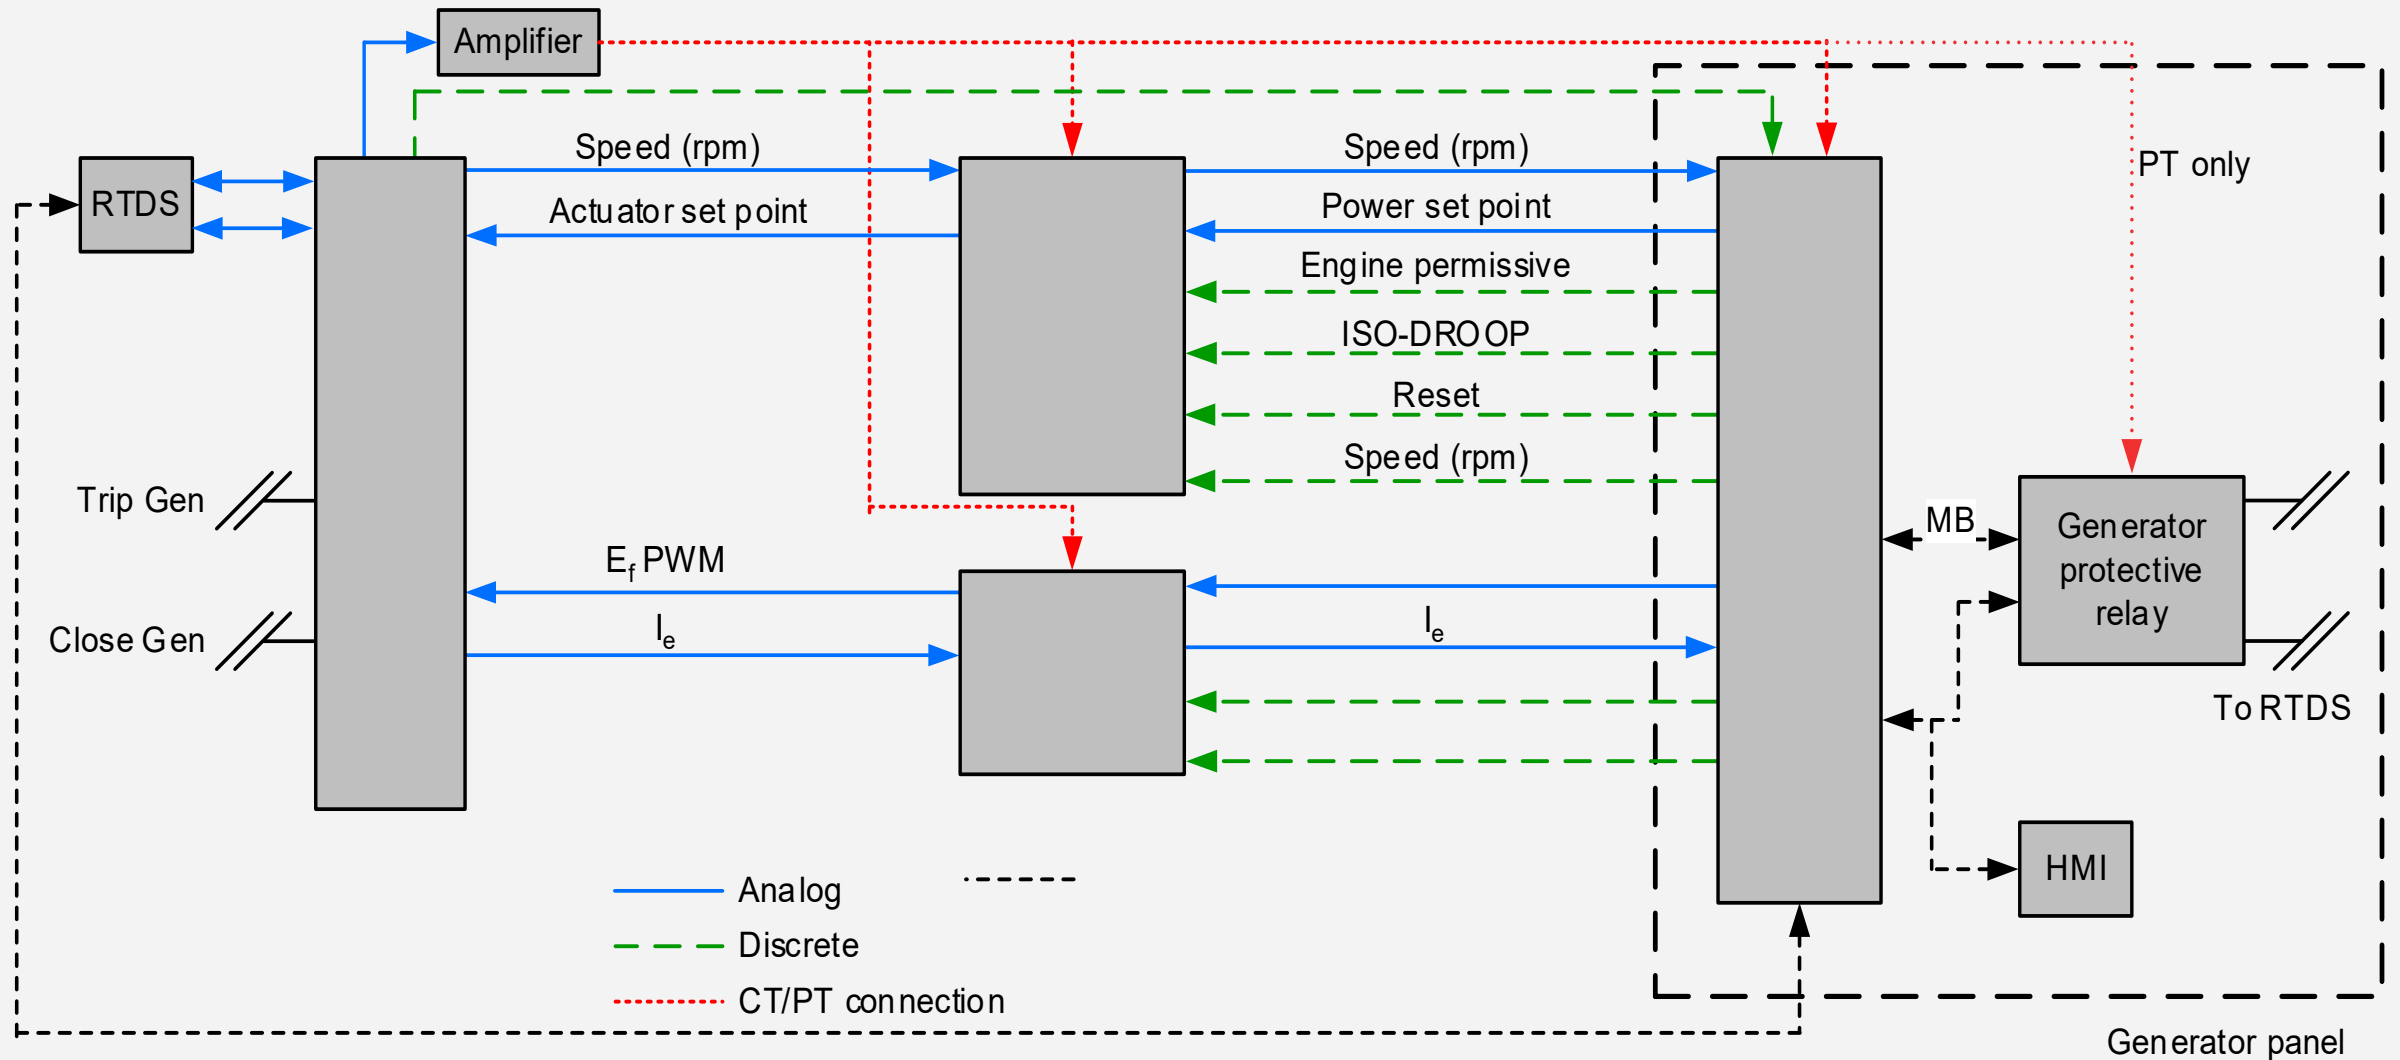 Amplifier
Speed (rpm)
Speed (rpm)
PT only
RTDS
Actuator set point
Power set point
Engine permissive
ISO-DROOP
Reset
Speed (rpm)
Trip Gen
MB
Generator
protective
relay
Ef PWM
Close Gen
Ie
Ie
To RTDS
HMI
Analog
Discrete
CT/PT connection
Generator panel